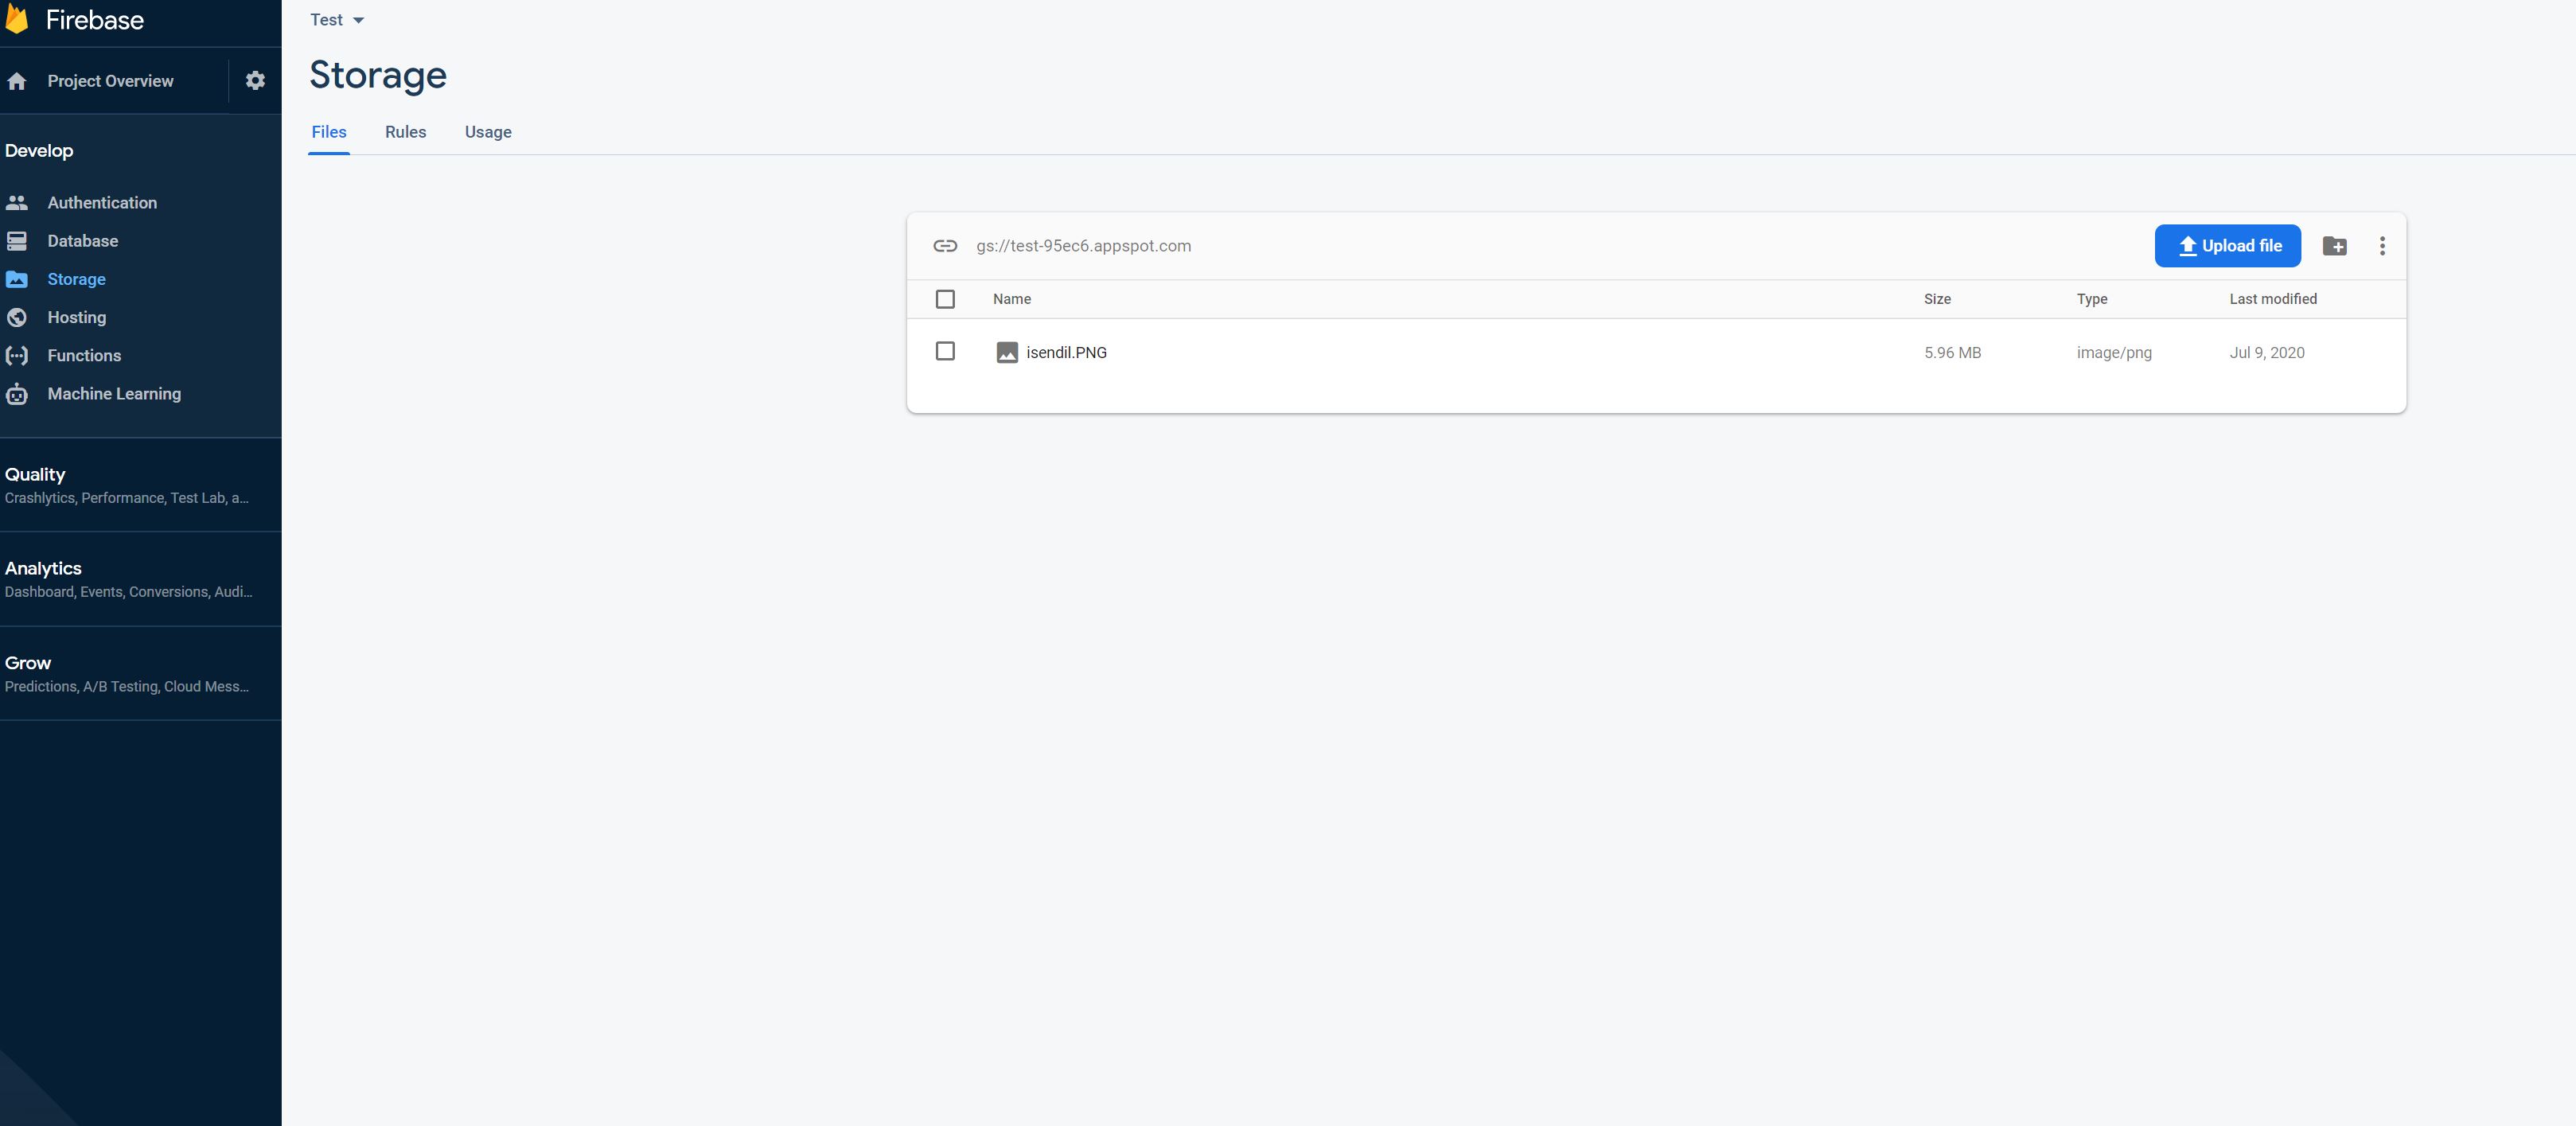 Firebase
Project Overview
Develop
Authentication
Database
Storage
Hosting
Functions
Machine Learning
Quality
Crashlytics, Performance, Test Lab, a...
Analytics
Dashboard, Events, Conversions, Audi...
Grow
Predictions, A/B Testing, Cloud Mess...
Test
Storage
Files Rules Usage
gs://test-95ec6.appspot.com Upload file
Name Size Type Last modified
isendil.PNG 5.96 MB image/png Jul 9, 2020